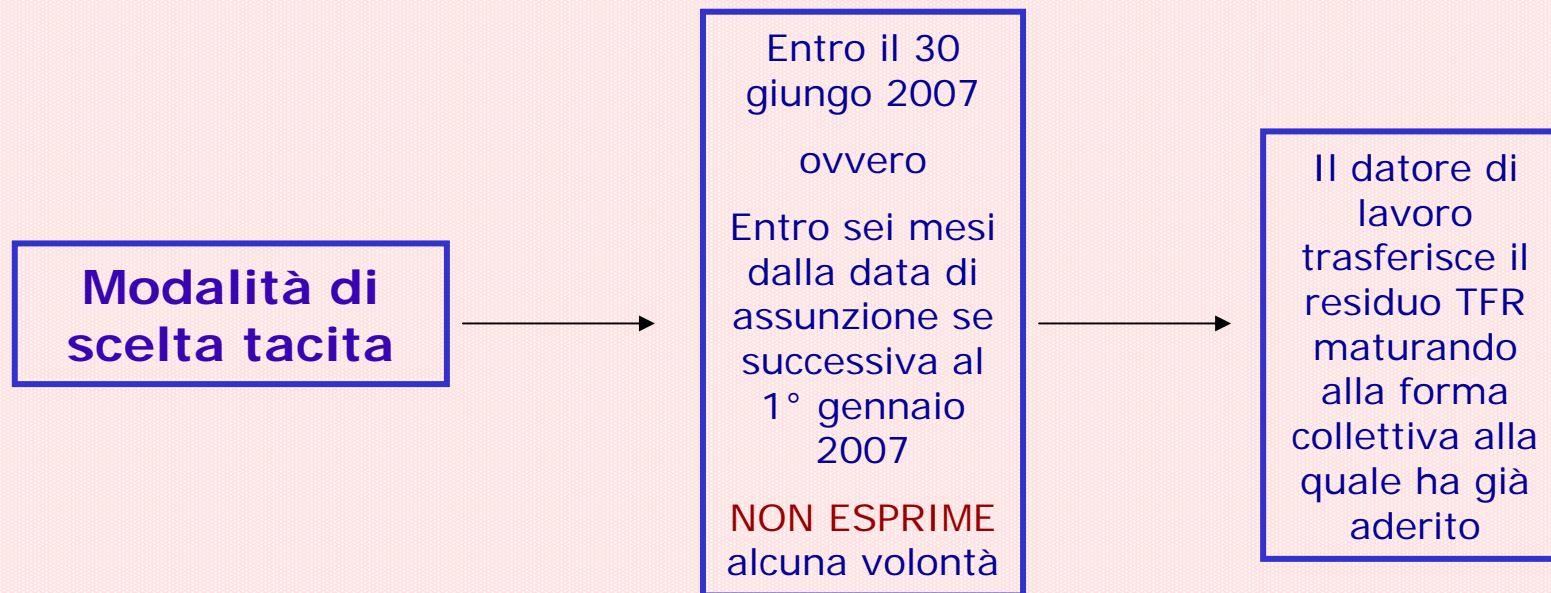 Modalità di
scelta tacita
Entro il 30
giungo 2007
ovvero
Entro sei mesi
dalla data di
assunzione se
successiva al
1° gennaio
2007
NON ESPRIME
alcuna volontà
Il datore di
lavoro
trasferisce il
residuo TFR
maturando
alla forma
collettiva alla
quale ha già
aderito